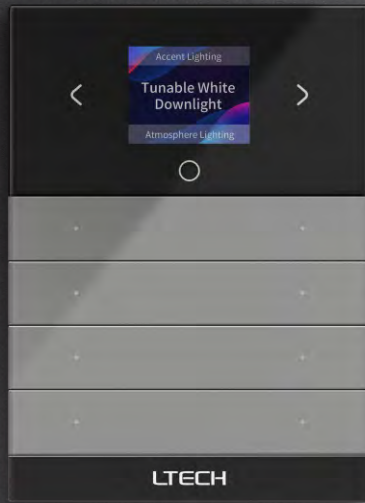 Accent Lighting
Tunable White
Downlight
Atmosphere Lighting
LTECH